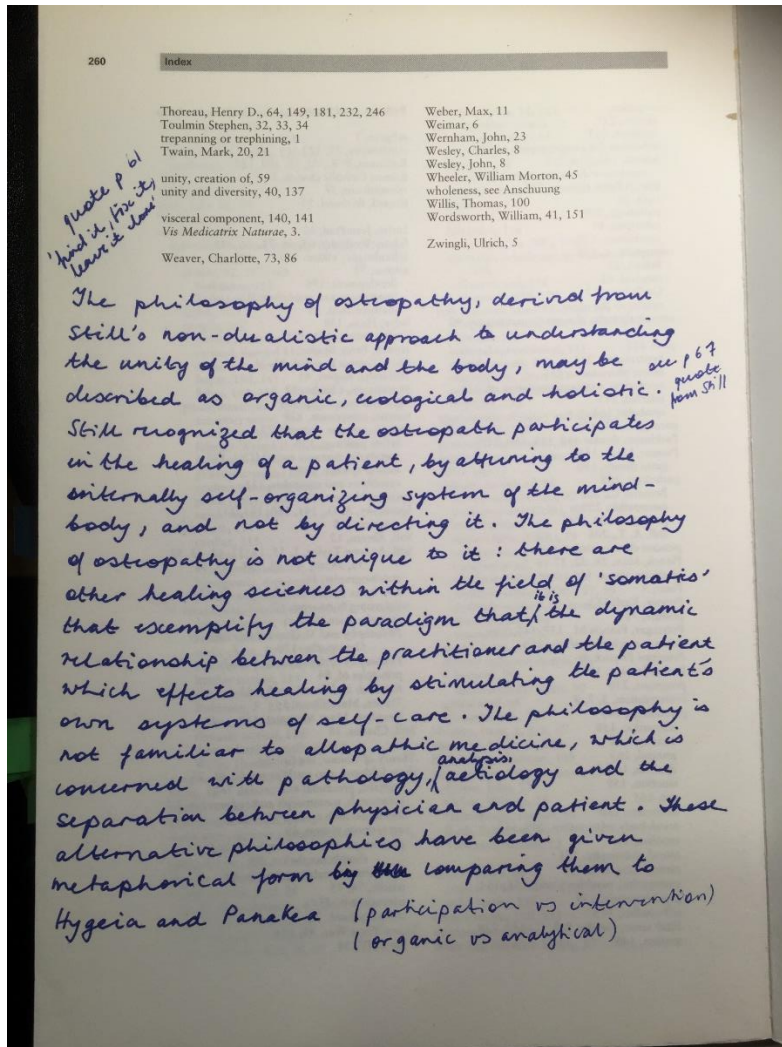 260
Index
Thoreau, Henry D., 64, 149, 181, 232, 246
Toulmin Stephen, 32, 33, 34
trepanning or trephining, 1
Twain, Mark, 20, 21
unity, creation of, 59
unity and diversity, 40, 137
visceral component, 140, 141
Vis Medicatrix Naturae, 3.
Weaver, Charlotte, 73, 86
Weber, Max, 11
Weimar, 6
Wernham, John, 23
Wesley, Charles, 8
Wesley, John, 8
Wheeler, William Morton, 45
wholeness, see Anschuung
Willis, Thomas, 100
Wordsworth, William, 41, 151
Zwingli, Ulrich, 5
quote p 61
'find it, fix it,
leave it alone'
The philosophy of osteopathy, derived from
Still's non-dualistic approach to understanding
the unity of the mind and the body, may be
described as organic, ecological and holistic.
see p 67
quote
from Still
Still recognized that the osteopath participates
in the healing of a patient, by attuning to the
internally self-organizing system of the mind-
body, and not by directing it. The philosophy
of osteopathy is not unique to it : there are
other healing sciences within the field of 'somatics'
that exemplify the paradigm that it is the dynamic
relationship between the practitioner and the patient
which effects healing by stimulating the patient's
own systems of self-care. The philosophy is
not familiar to allopathic medicine, which is
concerned with pathology, analysis, aetiology and the
separation between physician and patient. These
alternative philosophies have been given
metaphorical form by comparing them to
Hygeia and Panakea (participation vs intervention)
(organic vs analytical)